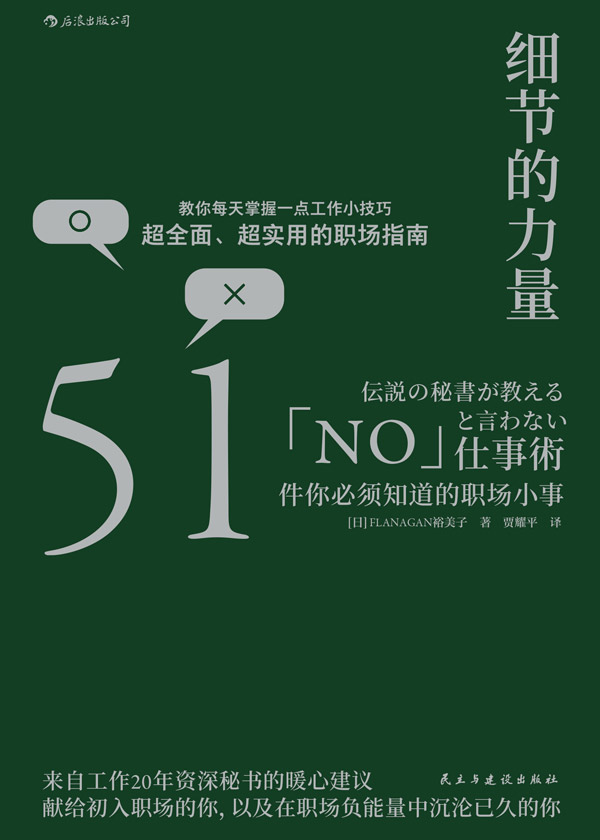 后浪出版公司
细节的力量
教你每天掌握一点工作小技巧
超全面、超实用的职场指南
51
伝説の秘書が教える
「NO」と言わない
仕事術
件你必须知道的职场小事
[日] FLANAGAN裕美子 著 贾耀平 译
来自工作20年资深秘书的暖心建议
献给初入职场的你, 以及在职场负能量中沉沦已久的你
民主与建设出版社